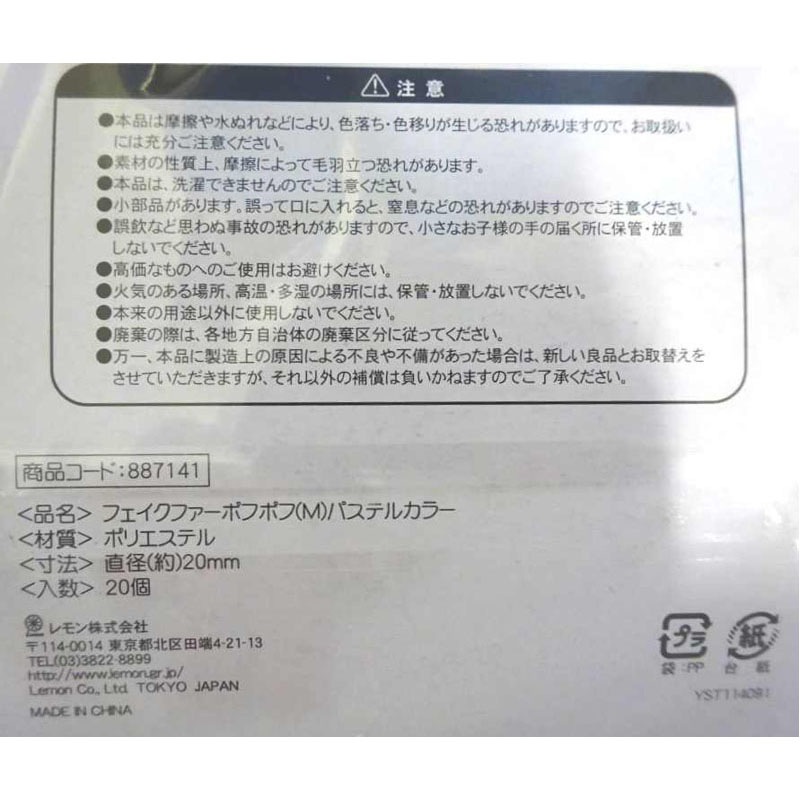 ⚠ 注意
●本品は摩擦や水ぬれなどにより、色落ち・色移りが生じる恐れがありますので、お取扱い
には充分ご注意ください。
●素材の性質上、摩擦によって毛羽立つ恐れがあります。
●本品は、洗濯できませんのでご注意ください。
●小部品があります。誤って口に入れると、窒息などの恐れがありますのでご注意ください。
●誤飲など思わぬ事故の恐れがありますので、小さなお子様の手の届く所に保管・放置
しないでください。
●高価なものへのご使用はお避けください。
●火気のある場所、高温・多湿の場所には、保管・放置しないでください。
●本来の用途以外に使用しないでください。
●廃棄の際は、各地方自治体の廃棄区分に従ってください。
●万一、本品に製造上の原因による不良や不備があった場合は、新しい良品とお取替えを
させていただきますが、それ以外の補償は負いかねますのでご了承ください。
商品コード:887141
<品名> フェイクファーポフポフ(M)パステルカラー
<材質> ポリエステル
<寸法> 直径(約)20mm
<入数> 20個
レモン株式会社
〒114-0014 東京都北区田端4-21-13
TEL(03)3822-8899
http://www.lemon.gr.jp/
Lemon Co., Ltd. TOKYO JAPAN
MADE IN CHINA
プラ 紙
袋:PP 台紙
YST114081